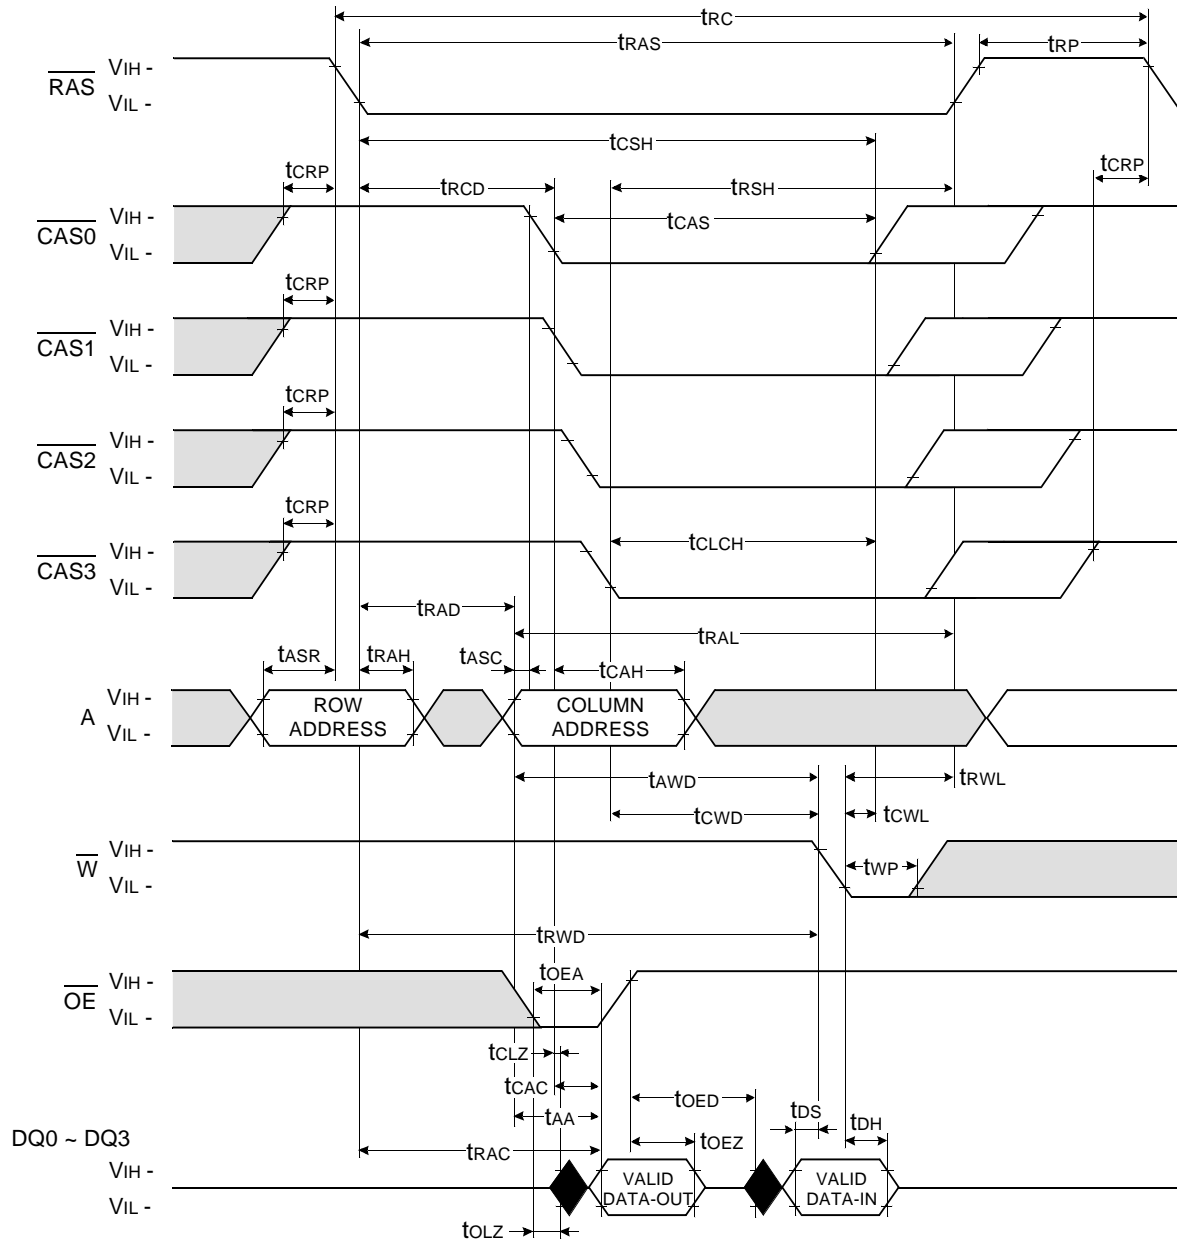 tRC
tRAS
tRP
RAS
VIH -
VIL -
tCSH
tCRP
tRCD
tRSH
tCRP
CAS0
VIH -
VIL -
tCAS
tCRP
CAS1
VIH -
VIL -
tCRP
CAS2
VIH -
VIL -
tCRP
CAS3
VIH -
VIL -
tCLCH
tRAD
tRAL
tASR
tRAH
tASC
tCAH
A
VIH -
VIL -
ROW
ADDRESS
COLUMN
ADDRESS
tAWD
tRWL
tCWD
tCWL
W
VIH -
VIL -
tWP
tRWD
OE
VIH -
VIL -
tOEA
tCLZ
tCAC
tOED
tAA
tDS
tDH
DQ0 ~ DQ3
tRAC
tOEZ
VIH -
VIL -
VALID
DATA-OUT
VALID
DATA-IN
tOLZ